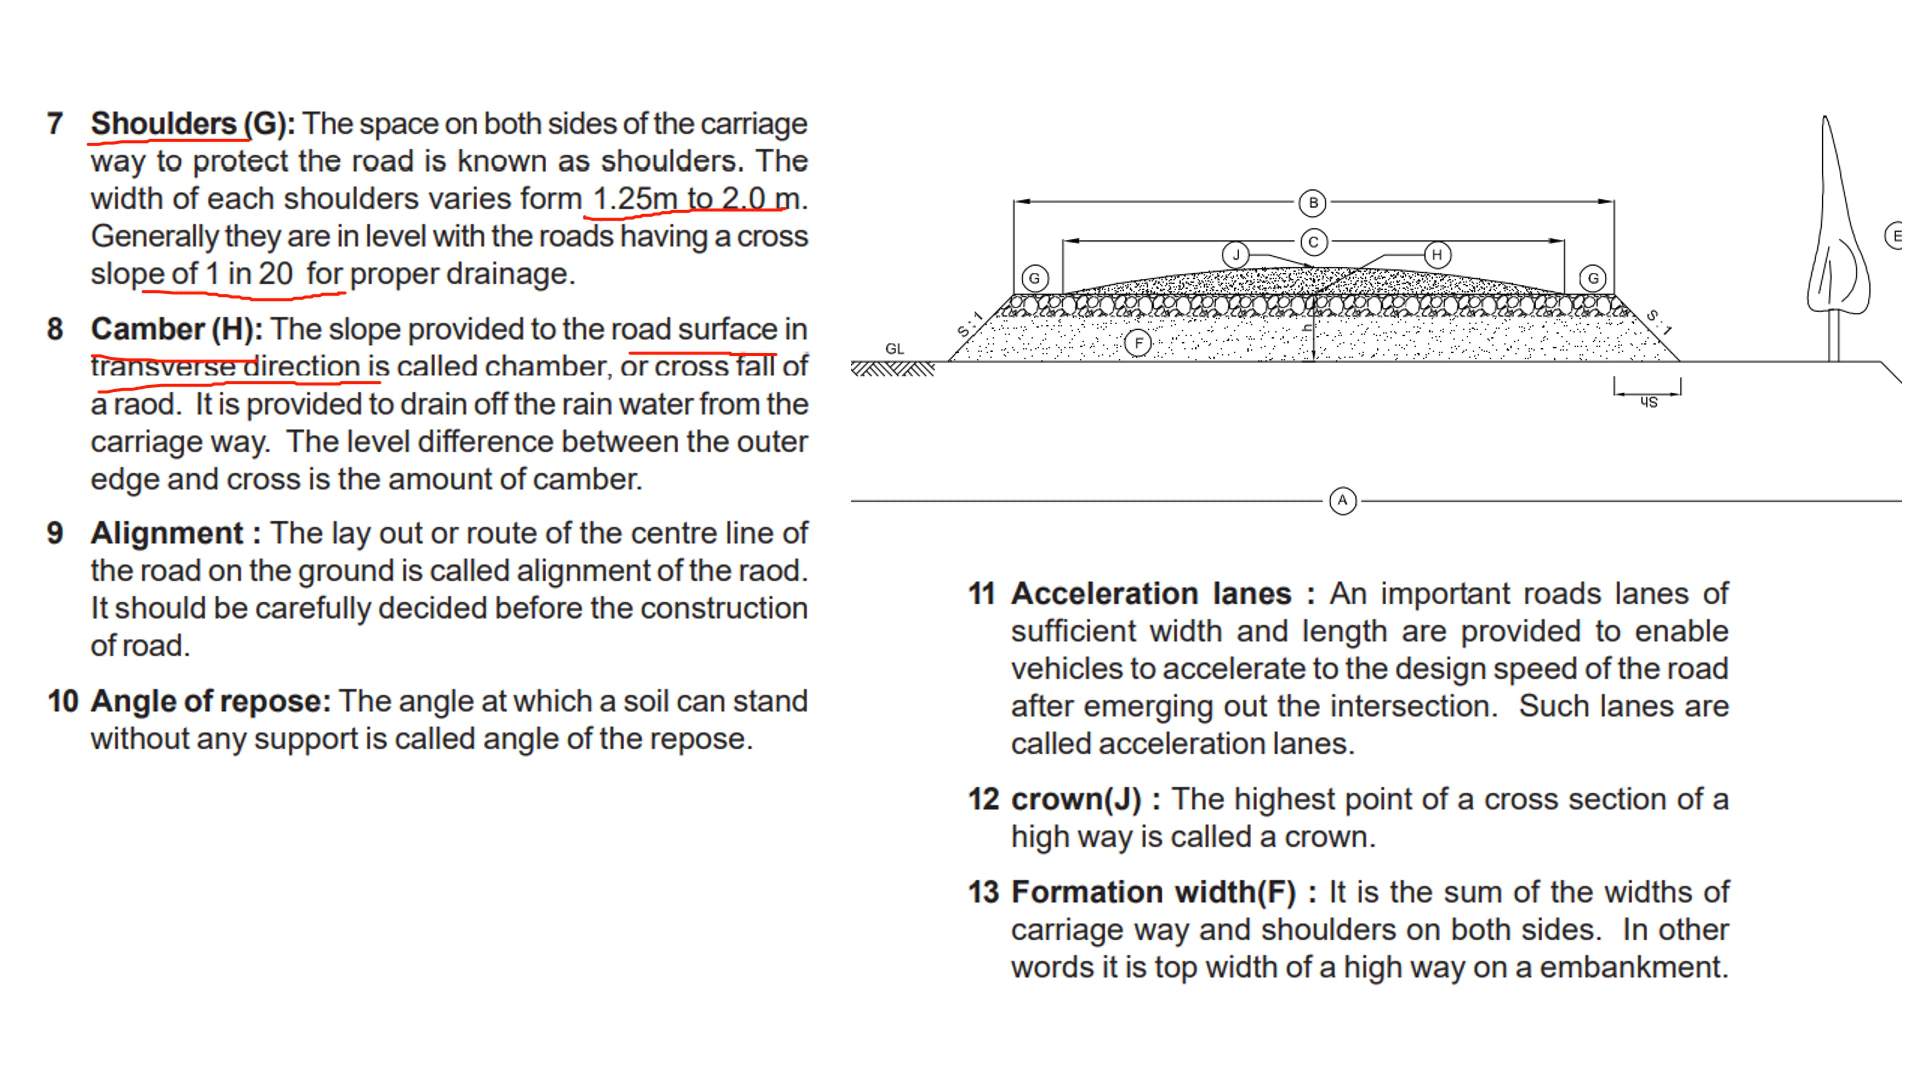 7 Shoulders (G): The space on both sides of the carriage
way to protect the road is known as shoulders. The
width of each shoulders varies form 1.25m to 2.0 m.
Generally they are in level with the roads having a cross
slope of 1 in 20 for proper drainage.
8 Camber (H): The slope provided to the road surface in
transverse direction is called chamber, or cross fall of
a raod. It is provided to drain off the rain water from the
carriage way. The level difference between the outer
edge and cross is the amount of camber.
9 Alignment : The lay out or route of the centre line of
the road on the ground is called alignment of the raod.
It should be carefully decided before the construction
of road.
10 Angle of repose: The angle at which a soil can stand
without any support is called angle of the repose.
B
C
J
H
G
G
E
S : 1
S : 1
h
F
GL
Sh
A
11 Acceleration lanes : An important roads lanes of
sufficient width and length are provided to enable
vehicles to accelerate to the design speed of the road
after emerging out the intersection. Such lanes are
called acceleration lanes.
12 crown(J) : The highest point of a cross section of a
high way is called a crown.
13 Formation width(F) : It is the sum of the widths of
carriage way and shoulders on both sides. In other
words it is top width of a high way on a embankment.